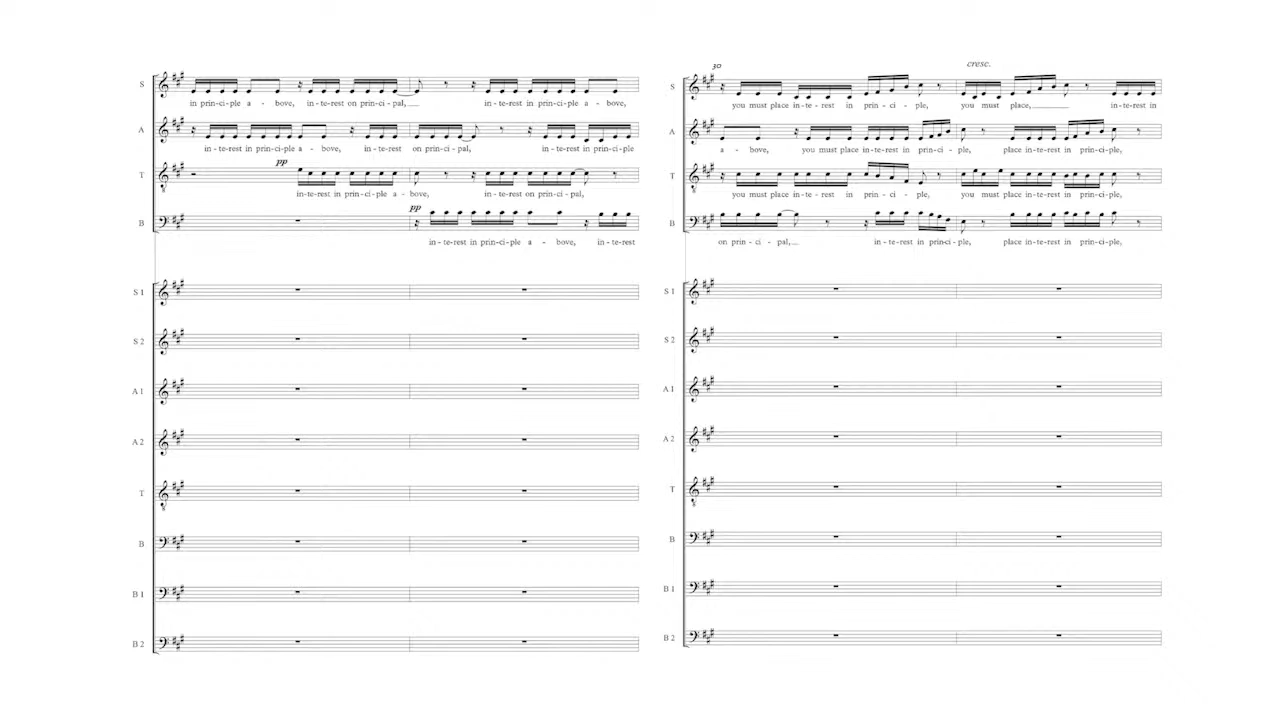 S
in prin-ci-ple a - bove, in-te-rest on prin-ci-pal,
in-te-rest in prin-ci-ple a-bove,
A
in-te-rest in prin-ci-ple a - bove, in-te-rest on prin-ci-pal,
in-te-rest in prin-ci-ple
pp
T
in-te-rest in prin-ci-ple a-bove,
in-te-rest on prin-ci-pal,
pp
B
in-te-rest in prin-ci-ple a - bove, in-te-rest
S 1
S 2
A 1
A 2
T
B
B 1
B 2
30
cresc.
S
you must place in-te-rest in prin-ci-ple, you must place, in-te-rest in
A
a - bove, you must place in-te-rest in prin-ci-ple, place in-te-rest in prin-ci-ple,
T
you must place in-te-rest in prin-ci-ple, you must place in-te-rest in prin-ci-ple,
B
on prin-ci-pal, in-te-rest in prin-ci-ple, place in-te-rest in prin-ci-ple,
S 1
S 2
A 1
A 2
T
B
B 1
B 2